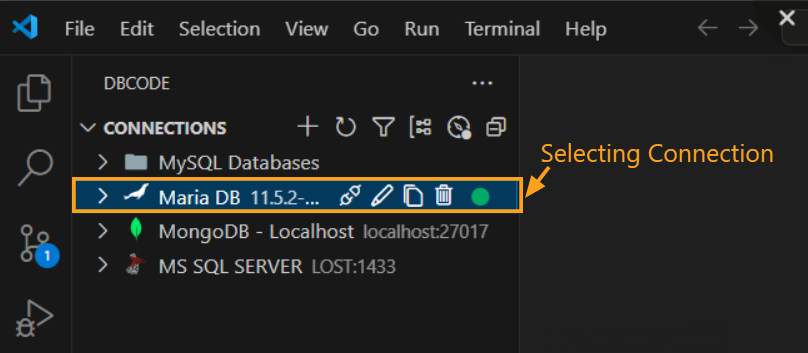 File Edit Selection View Go Run Terminal Help
DBCODE
CONNECTIONS
MySQL Databases
Selecting Connection
Maria DB 11.5.2-...
MongoDB - Localhost localhost:27017
1
MS SQL SERVER LOST:1433